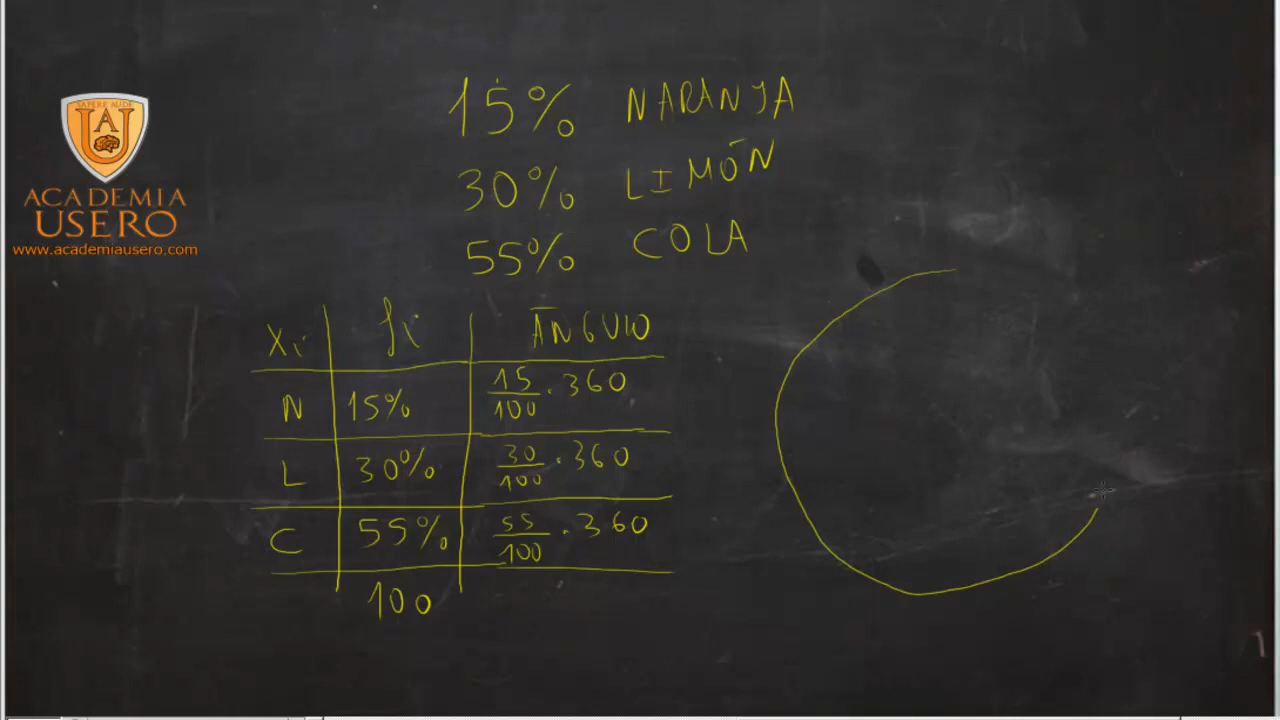 SAPERE AUDE
UA
ACADEMIA
USERO
www.academiausero.com
15% NARANJA
30% LIMÓN
55% COLA
Xi fi ÁNGULO
N 15% 15/100 · 360
L 30% 30/100 · 360
C 55% 55/100 · 360
100